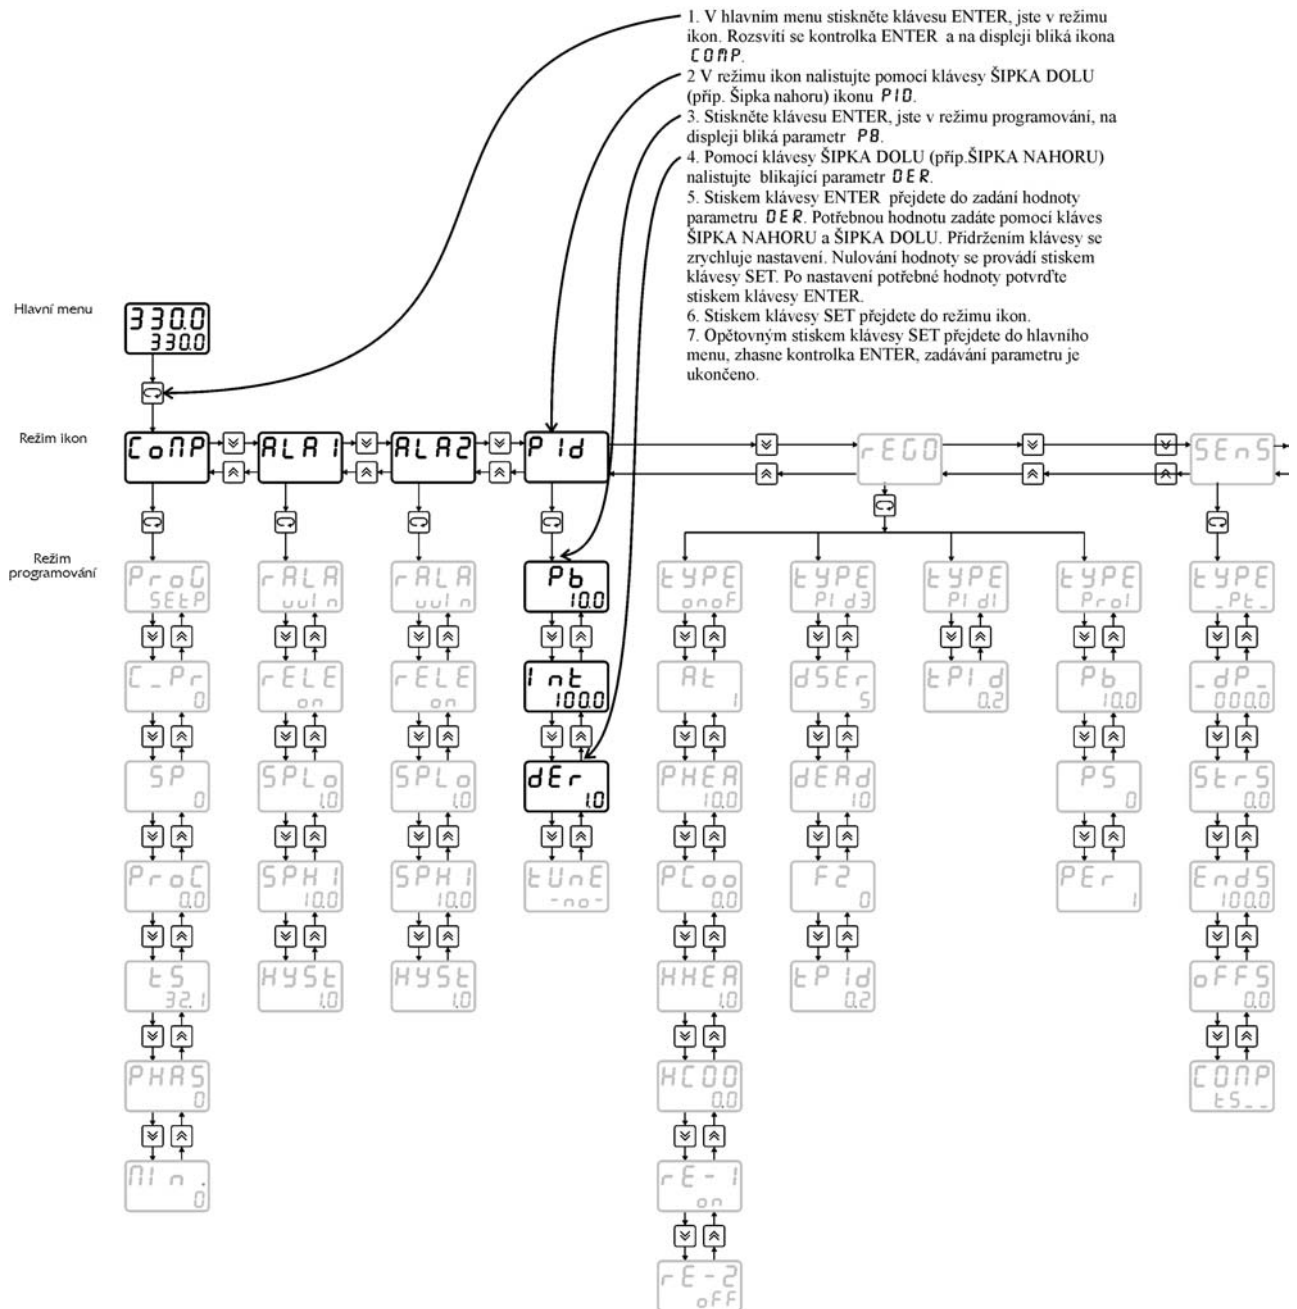 1. V hlavním menu stiskněte klávesu ENTER, jste v režimu
ikon. Rozsvítí se kontrolka ENTER a na displeji bliká ikona
COMP.
2 V režimu ikon nalistujte pomocí klávesy ŠIPKA DOLU
(příp. Šipka nahoru) ikonu PID.
3. Stiskněte klávesu ENTER, jste v režimu programování, na
displeji bliká parametr PB.
4. Pomocí klávesy ŠIPKA DOLU (příp.ŠIPKA NAHORU)
nalistujte blikající parametr DER.
5. Stiskem klávesy ENTER přejdete do zadání hodnoty
parametru DER. Potřebnou hodnotu zadáte pomocí kláves
ŠIPKA NAHORU a ŠIPKA DOLU. Přidržením klávesy se
zrychluje nastavení. Nulování hodnoty se provádí stiskem
klávesy SET. Po nastavení potřebné hodnoty potvrďte
stiskem klávesy ENTER.
6. Stiskem klávesy SET přejdete do režimu ikon.
7. Opětovným stiskem klávesy SET přejdete do hlavního
menu, zhasne kontrolka ENTER, zadávání parametru je
ukončeno.
Hlavní menu
330.0
330.0
Režim ikon
CoMP ALA1 ALA2 PId rEGO SEnS
Režim
programování
ProG rALA rALA Pb tYPE tYPE tYPE tYPE tYPE
SEtP uuIn uuIn 10.0 onoF PId3 PIdI ProI _Pt_
C_Pr rELE rELE Int At dSEr tPId Pb _dP_
0 on on 100.0 1 5 0.2 10.0 000.0
SP SPLo SPLo dEr PHEA dEAd PS StrS
0 1.0 1.0 1.0 10.0 10 0 0.0
ProC SPHI SPHI tUnE PCoo F2 PEr EndS
0.0 10.0 10.0 -no- 0.0 0 1 100.0
tS HYSt HYSt HHEA tPId oFFS
32.1 1.0 1.0 1.0 0.2 0.0
PHAS HCOO COMP
0 0.0 tS__
MIn. rE-1
0 on
rE-2
oFF